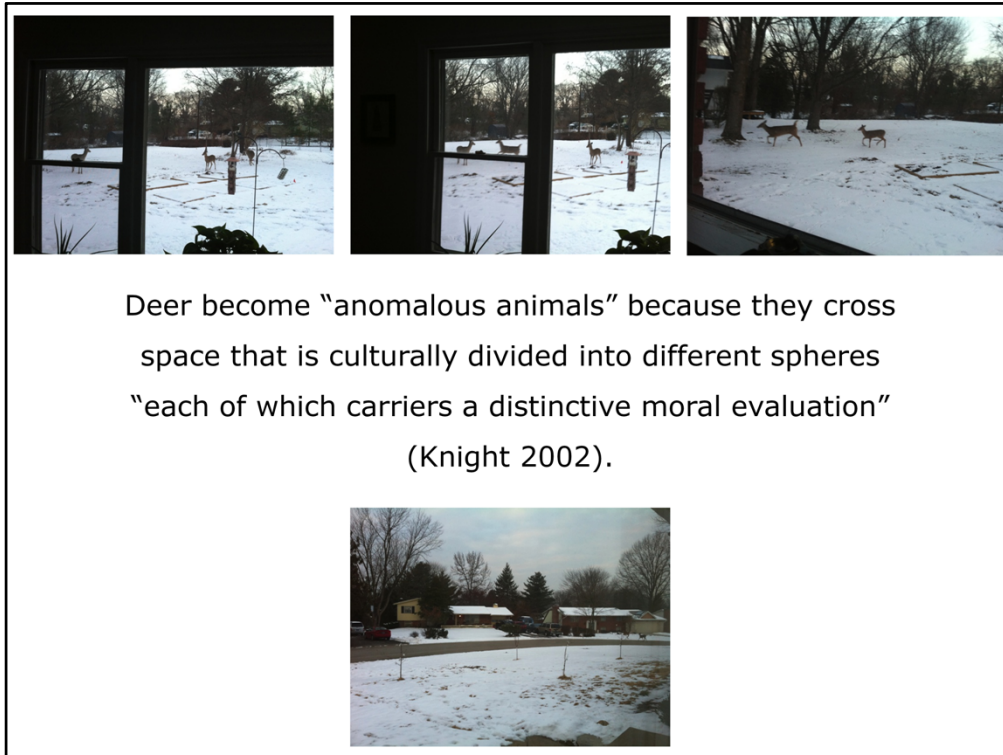 Deer become “anomalous animals” because they cross
space that is culturally divided into different spheres
“each of which carriers a distinctive moral evaluation”
(Knight 2002).